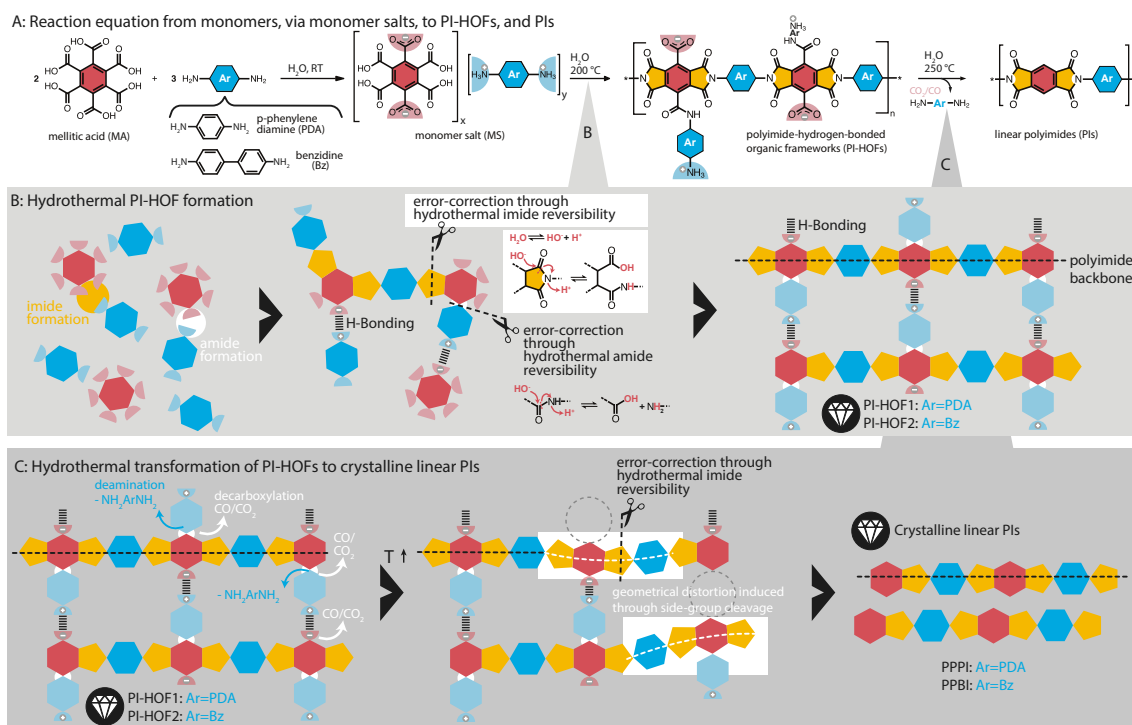 A: Reaction equation from monomers, via monomer salts, to PI-HOFs, and PIs
2
mellitic acid (MA)
+ 3 H₂N Ar NH₂
H₂O, RT
p-phenylene
diamine (PDA)
benzidine
(Bz)
monomer salt (MS)
x
y
H₂O
200 °C
B
polyimide-hydrogen-bonded
organic frameworks (PI-HOFs)
n
H₂O
250 °C
CO₂/CO
H₂N-Ar-NH₂
C
linear polyimides (PIs)
B: Hydrothermal PI-HOF formation
imide
formation
amide
formation
H-Bonding
error-correction through
hydrothermal imide reversibility
H₂O ⇌ HO⁻ + H⁺
error-correction
through
hydrothermal amide
reversibility
H-Bonding
polyimide
backbone
PI-HOF1: Ar=PDA
PI-HOF2: Ar=Bz
C: Hydrothermal transformation of PI-HOFs to crystalline linear PIs
deamination
- NH₂ArNH₂
decarboxylation
CO/CO₂
CO/
CO₂
- NH₂ArNH₂
CO/CO₂
PI-HOF1: Ar=PDA
PI-HOF2: Ar=Bz
T ↑
error-correction through
hydrothermal imide
reversibility
geometrical distortion induced
through side-group cleavage
Crystalline linear PIs
PPPI: Ar=PDA
PPBI: Ar=Bz